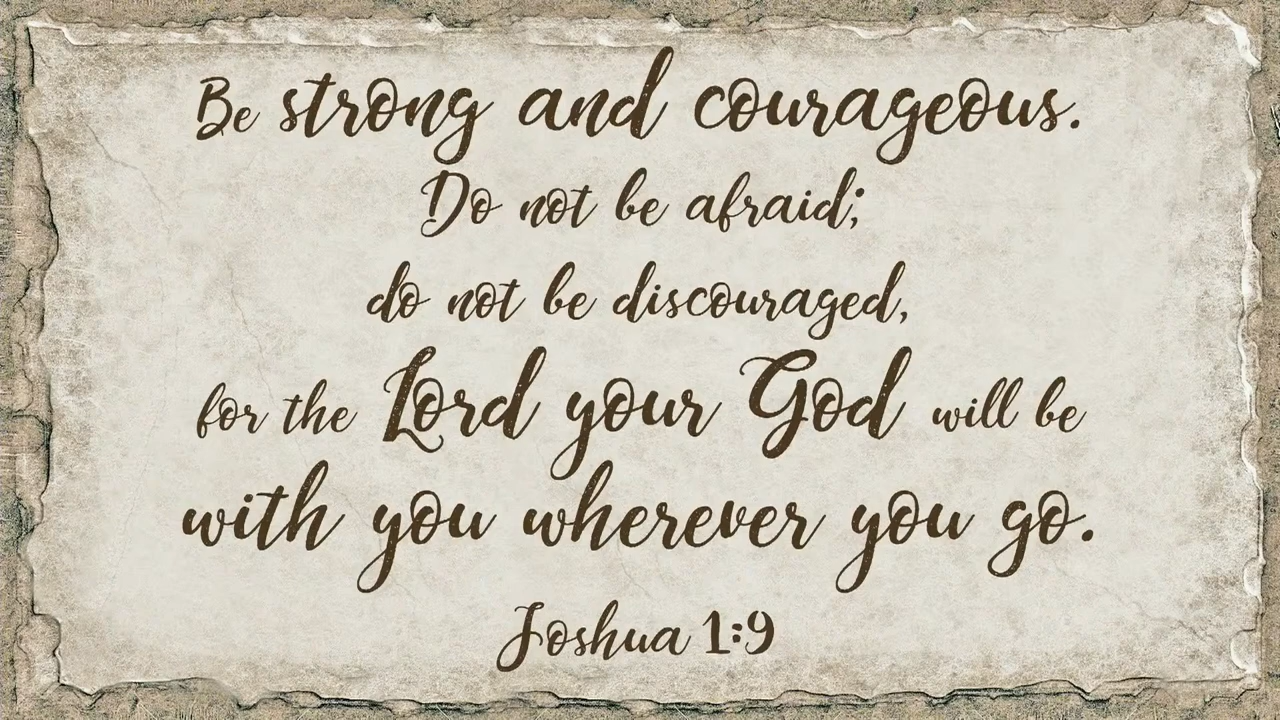 Be strong and courageous.
Do not be afraid;
do not be discouraged,
for the Lord your God will be
with you wherever you go.
Joshua 1:9